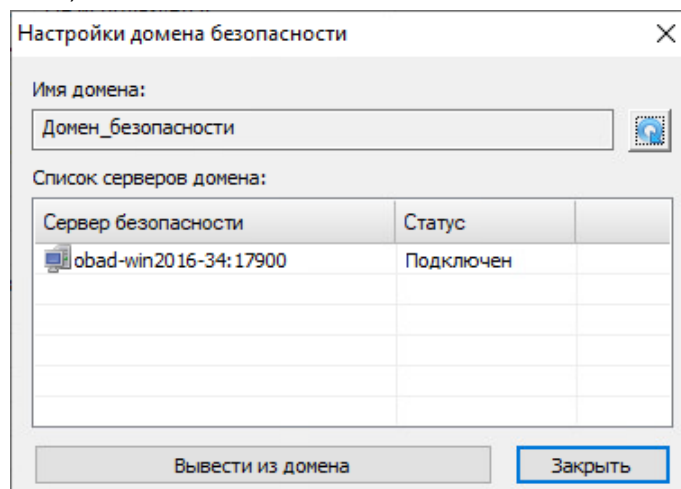 Настройки домена безопасности
Имя домена:
Домен_безопасности
Список серверов домена:
Сервер безопасности Статус
obad-win2016-34:17900 Подключен
Вывести из домена Закрыть